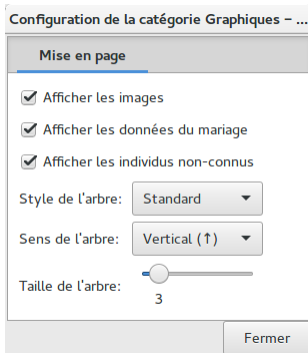 Configuration de la catégorie Graphiques – ...
Mise en page
Afficher les images
Afficher les données du mariage
Afficher les individus non-connus
Style de l'arbre: Standard
Sens de l'arbre: Vertical (↑)
Taille de l'arbre:
3
Fermer